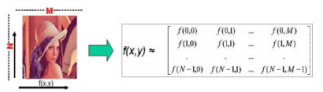 M
N
f(x,y)
f(x,y) ≈
f(0,0) f(0,1) ... f(0,M)
f(1,0) f(1,1) ... f(1,M)
. . ... .
f(N-1,0) f(N-1,1) ... f(N-1,M-1)